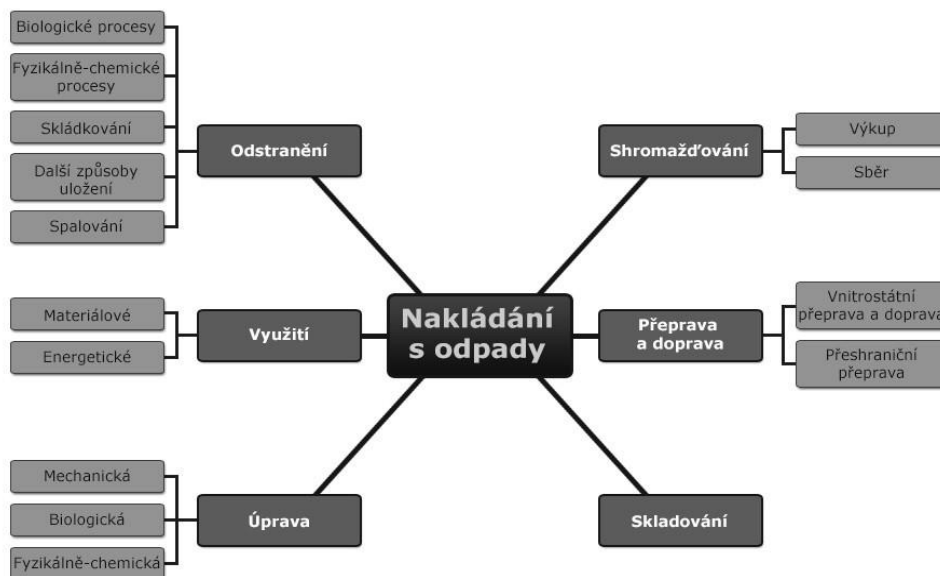 Biologické procesy
Fyzikálně-chemické
procesy
Skládkování
Další způsoby
uložení
Spalování
Odstranění
Materiálové
Energetické
Využití
Mechanická
Biologická
Fyzikálně-chemická
Úprava
Nakládání
s odpady
Shromažďování
Výkup
Sběr
Přeprava
a doprava
Vnitrostátní
přeprava a doprava
Přeshraniční
přeprava
Skladování